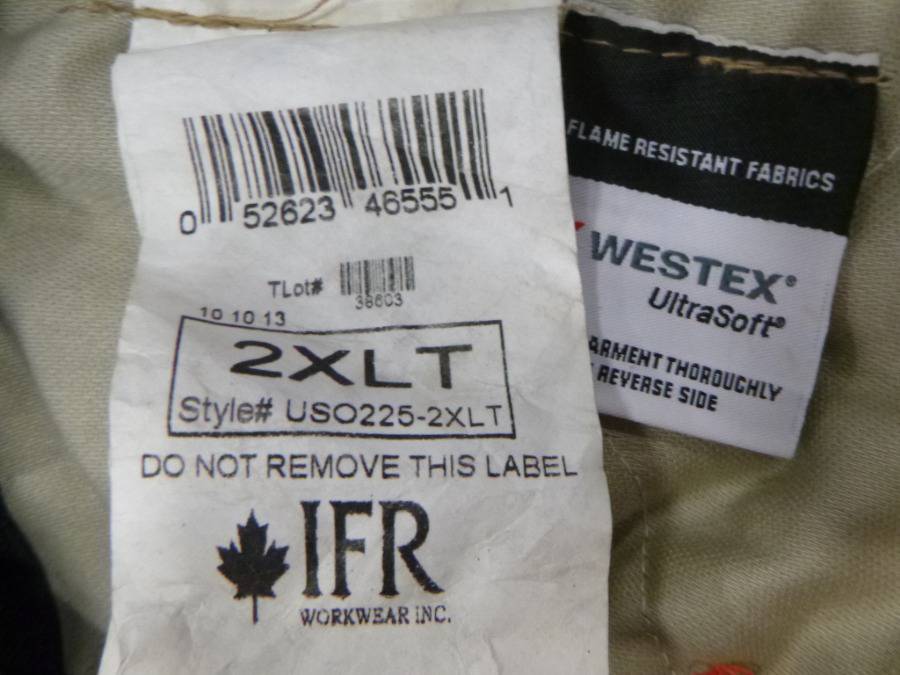 0 52623 46555 1
TLot#
38603
10 10 13
2XLT
Style# USO225-2XLT
DO NOT REMOVE THIS LABEL
IFR
WORKWEAR INC.
FLAME RESISTANT FABRICS
WESTEX®
UltraSoft®
ARMENT THOROUGHLY
REVERSE SIDE